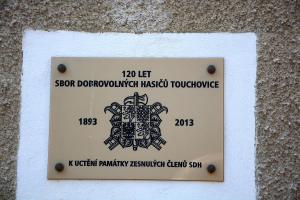 120 LET
SBOR DOBROVOLNÝCH HASIČŮ TOUCHOVICE
1893 2013
K UCTĚNÍ PAMÁTKY ZESNULÝCH ČLENŮ SDH